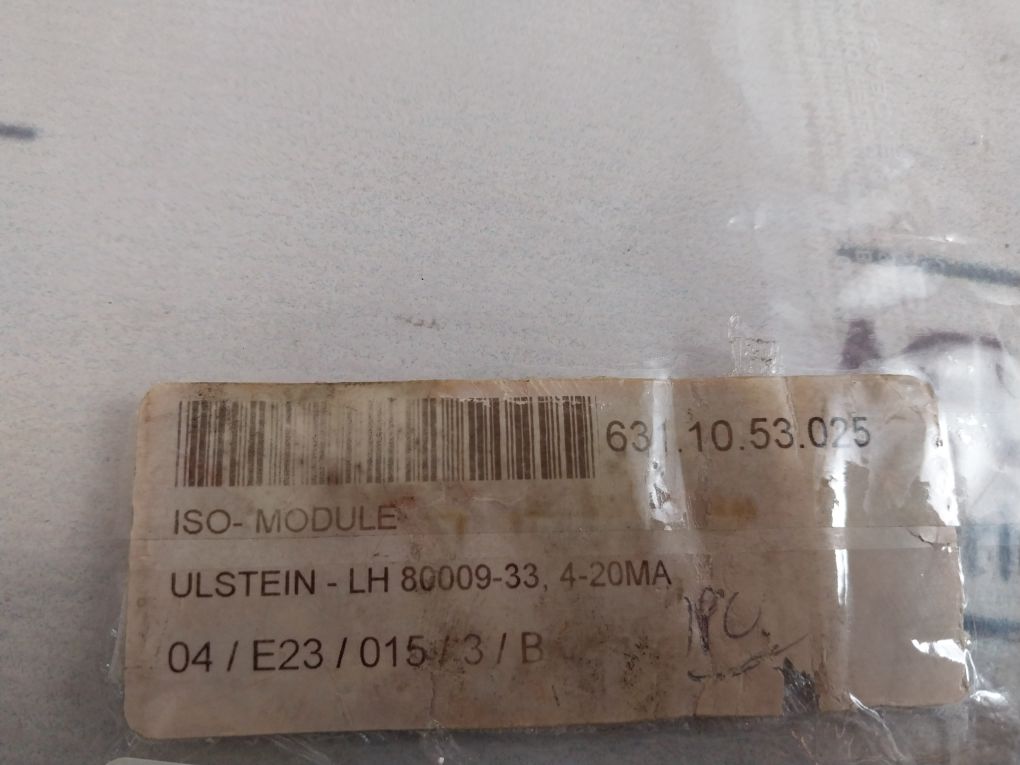 631.10.53.025
ISO- MODULE
ULSTEIN - LH 80009-33, 4-20MA
04 / E23 / 015 / 3 / B